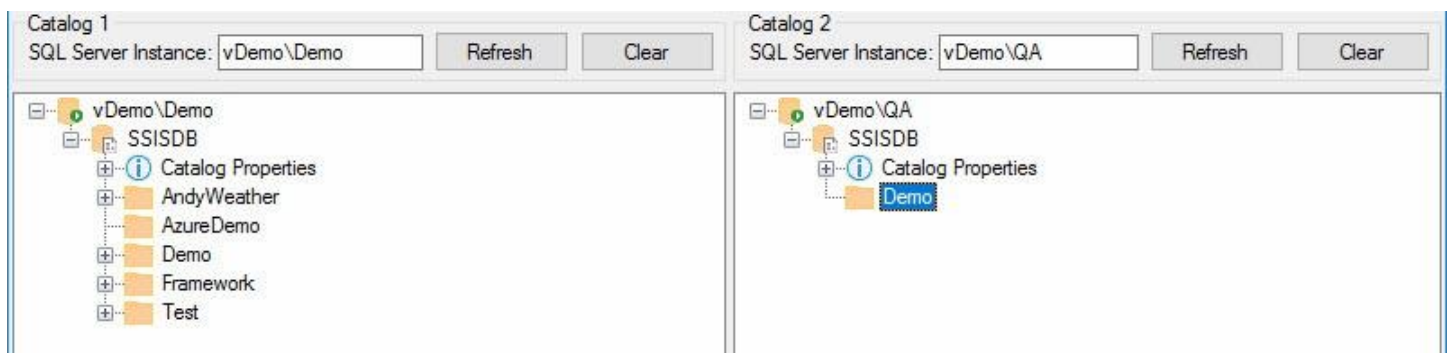 Catalog 1
SQL Server Instance: vDemo\Demo Refresh Clear
vDemo\Demo
SSISDB
Catalog Properties
AndyWeather
AzureDemo
Demo
Framework
Test
Catalog 2
SQL Server Instance: vDemo\QA Refresh Clear
vDemo\QA
SSISDB
Catalog Properties
Demo